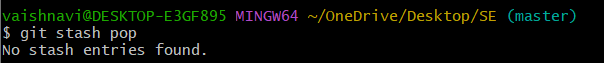 vaishnavi@DESKTOP-E3GF895 MINGW64 ~/OneDrive/Desktop/SE (master)
$ git stash pop
No stash entries found.